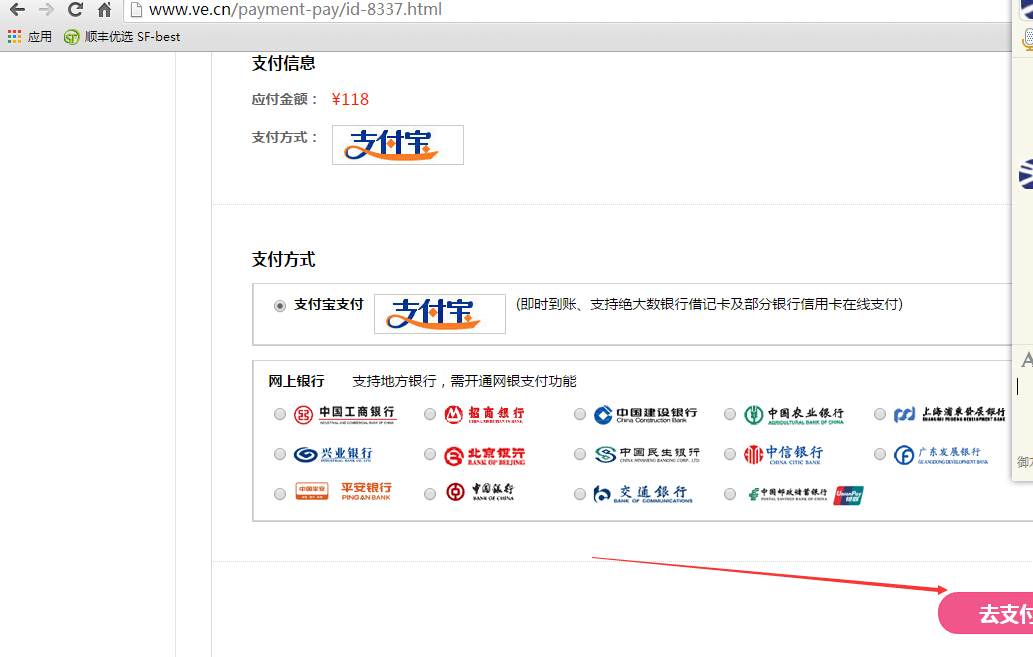 www.ve.cn/payment-pay/id-8337.html
应用 顺丰优选 SF-best
支付信息
应付金额： ¥118
支付方式： 支付宝
支付方式
支付宝支付 支付宝 (即时到账、支持绝大数银行借记卡及部分银行信用卡在线支付)
网上银行 支持地方银行，需开通网银支付功能
中国工商银行 INDUSTRIAL AND COMMERCIAL BANK OF CHINA 招商银行 CHINA MERCHANTS BANK 中国建设银行 China Construction Bank 中国农业银行 AGRICULTURAL BANK OF CHINA 上海浦东发展银行 SHANGHAI PUDONG DEVELOPMENT BANK
兴业银行 INDUSTRIAL BANK CO.,LTD. 北京银行 BANK OF BEIJING 中国民生银行 CHINA MINSHENG BANKING CORP., LTD. 中信银行 CHINA CITIC BANK 广东发展银行 GUANGDONG DEVELOPMENT BANK
中国平安 平安银行 PING AN BANK 中国银行 BANK OF CHINA 交通银行 BANK OF COMMUNICATIONS 中国邮政储蓄银行 POSTAL SAVINGS BANK OF CHINA UnionPay 银联
去支付